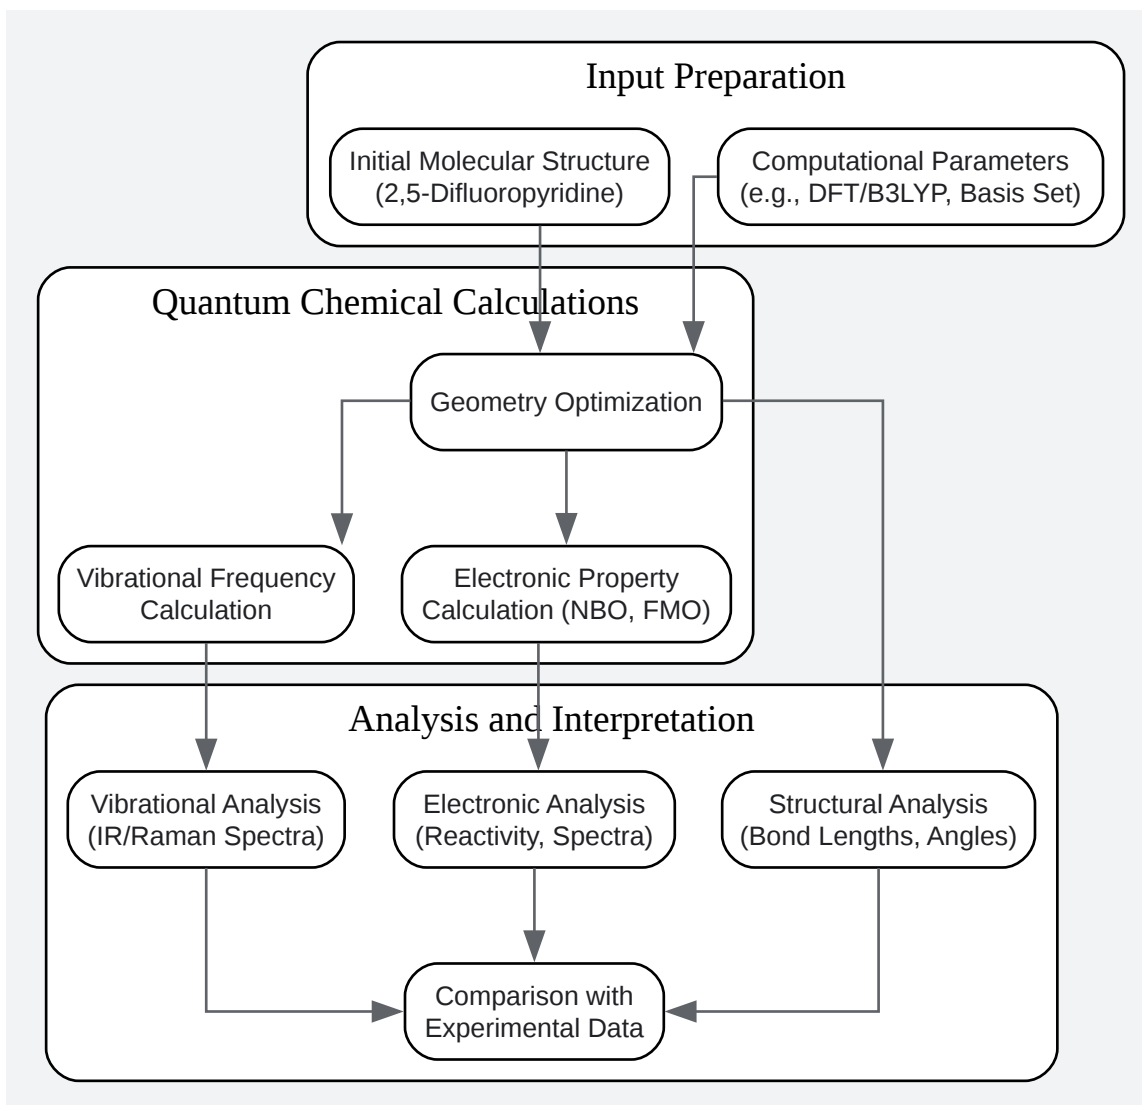 Input Preparation
Initial Molecular Structure
(2,5-Difluoropyridine)
Computational Parameters
(e.g., DFT/B3LYP, Basis Set)
Quantum Chemical Calculations
Geometry Optimization
Vibrational Frequency
Calculation
Electronic Property
Calculation (NBO, FMO)
Analysis and Interpretation
Vibrational Analysis
(IR/Raman Spectra)
Electronic Analysis
(Reactivity, Spectra)
Structural Analysis
(Bond Lengths, Angles)
Comparison with
Experimental Data